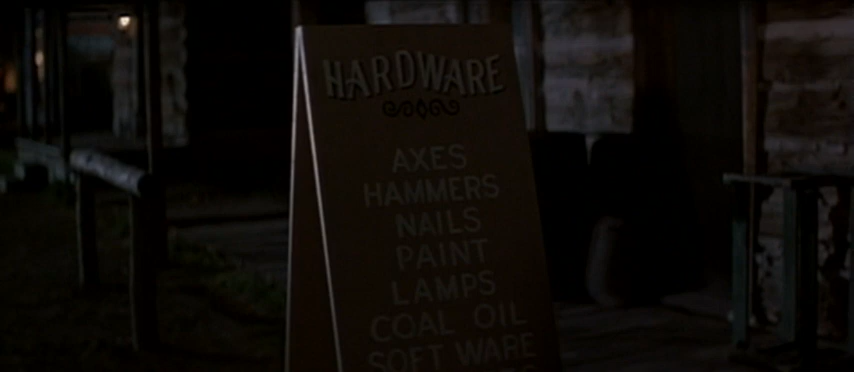 HARDWARE
AXES
HAMMERS
NAILS
PAINT
LAMPS
COAL OIL
SOFT WARE